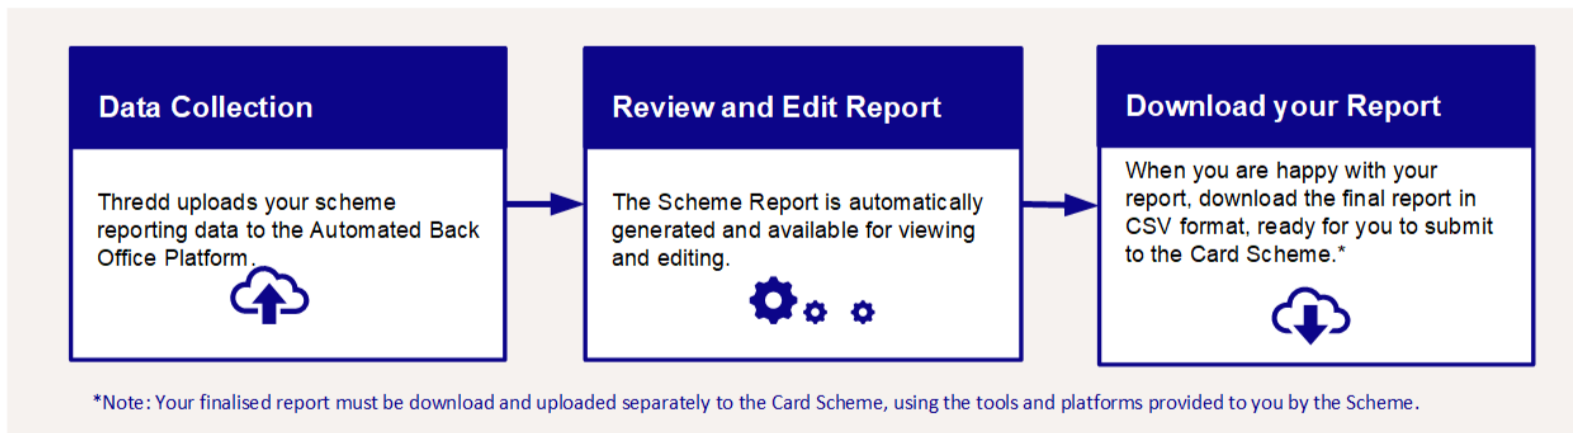 Data Collection
Thredd uploads your scheme
reporting data to the Automated Back
Office Platform.
Review and Edit Report
The Scheme Report is automatically
generated and available for viewing
and editing.
Download your Report
When you are happy with your
report, download the final report in
CSV format, ready for you to submit
to the Card Scheme.*
*Note: Your finalised report must be download and uploaded separately to the Card Scheme, using the tools and platforms provided to you by the Scheme.